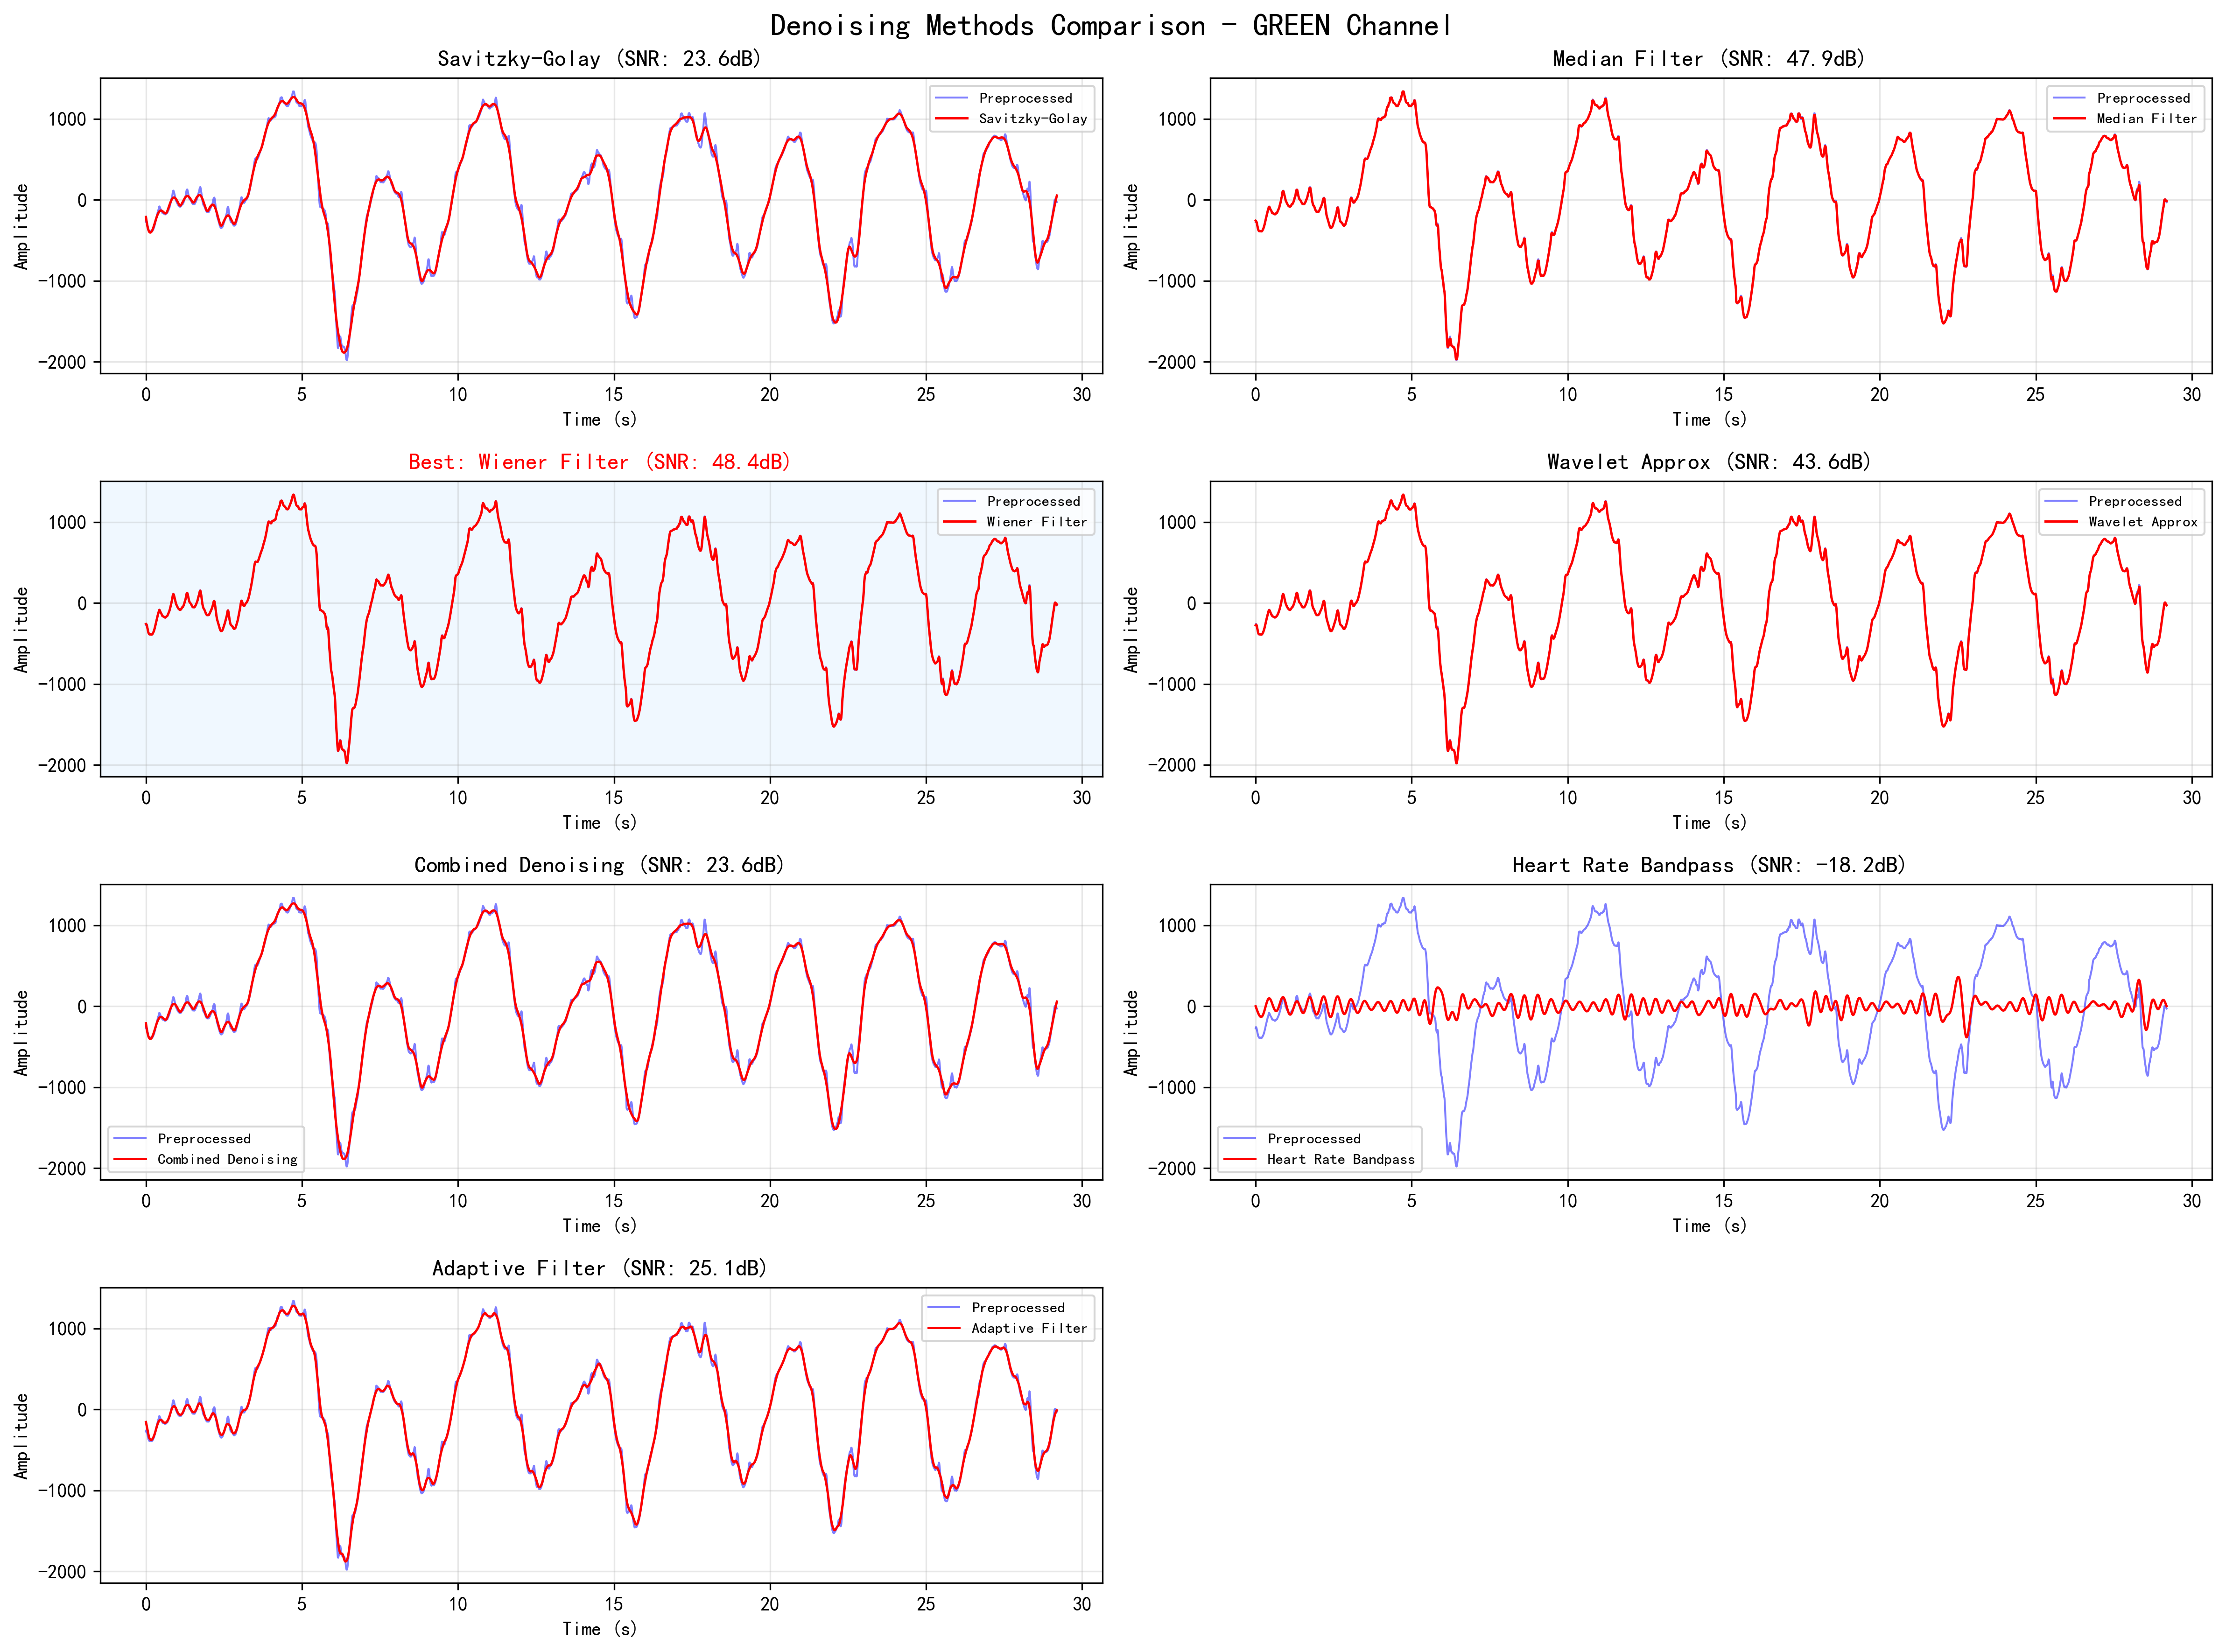 Denoising Methods Comparison - GREEN Channel
Savitzky-Golay (SNR: 23.6dB)
Preprocessed
Savitzky-Golay
Amplitude
1000
0
−1000
−2000
0 5 10 15 20 25 30
Time (s)
Median Filter (SNR: 47.9dB)
Preprocessed
Median Filter
Amplitude
1000
0
−1000
−2000
0 5 10 15 20 25 30
Time (s)
Best: Wiener Filter (SNR: 48.4dB)
Preprocessed
Wiener Filter
Amplitude
1000
0
−1000
−2000
0 5 10 15 20 25 30
Time (s)
Wavelet Approx (SNR: 43.6dB)
Preprocessed
Wavelet Approx
Amplitude
1000
0
−1000
−2000
0 5 10 15 20 25 30
Time (s)
Combined Denoising (SNR: 23.6dB)
Amplitude
1000
0
−1000
−2000
Preprocessed
Combined Denoising
0 5 10 15 20 25 30
Time (s)
Heart Rate Bandpass (SNR: -18.2dB)
Amplitude
1000
0
−1000
−2000
Preprocessed
Heart Rate Bandpass
0 5 10 15 20 25 30
Time (s)
Adaptive Filter (SNR: 25.1dB)
Preprocessed
Adaptive Filter
Amplitude
1000
0
−1000
−2000
0 5 10 15 20 25 30
Time (s)